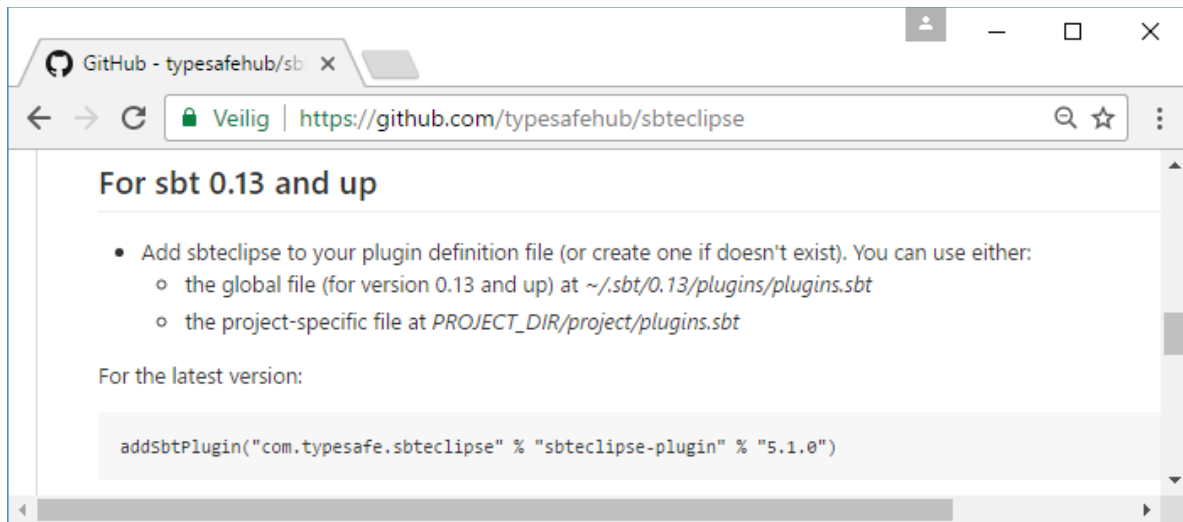 GitHub - typesafehub/sb
Veilig | https://github.com/typesafehub/sbteclipse
For sbt 0.13 and up
Add sbteclipse to your plugin definition file (or create one if doesn't exist). You can use either:
the global file (for version 0.13 and up) at ~/.sbt/0.13/plugins/plugins.sbt
the project-specific file at PROJECT_DIR/project/plugins.sbt
For the latest version:
addSbtPlugin("com.typesafe.sbteclipse" % "sbteclipse-plugin" % "5.1.0")